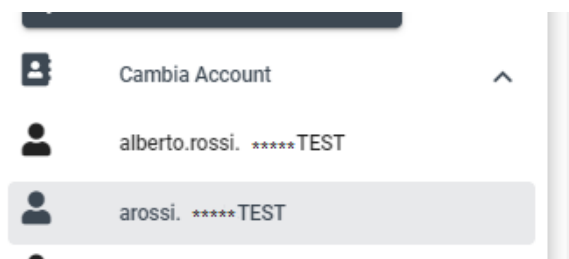 Cambia Account
alberto.rossi. *****TEST
arossi. *****TEST